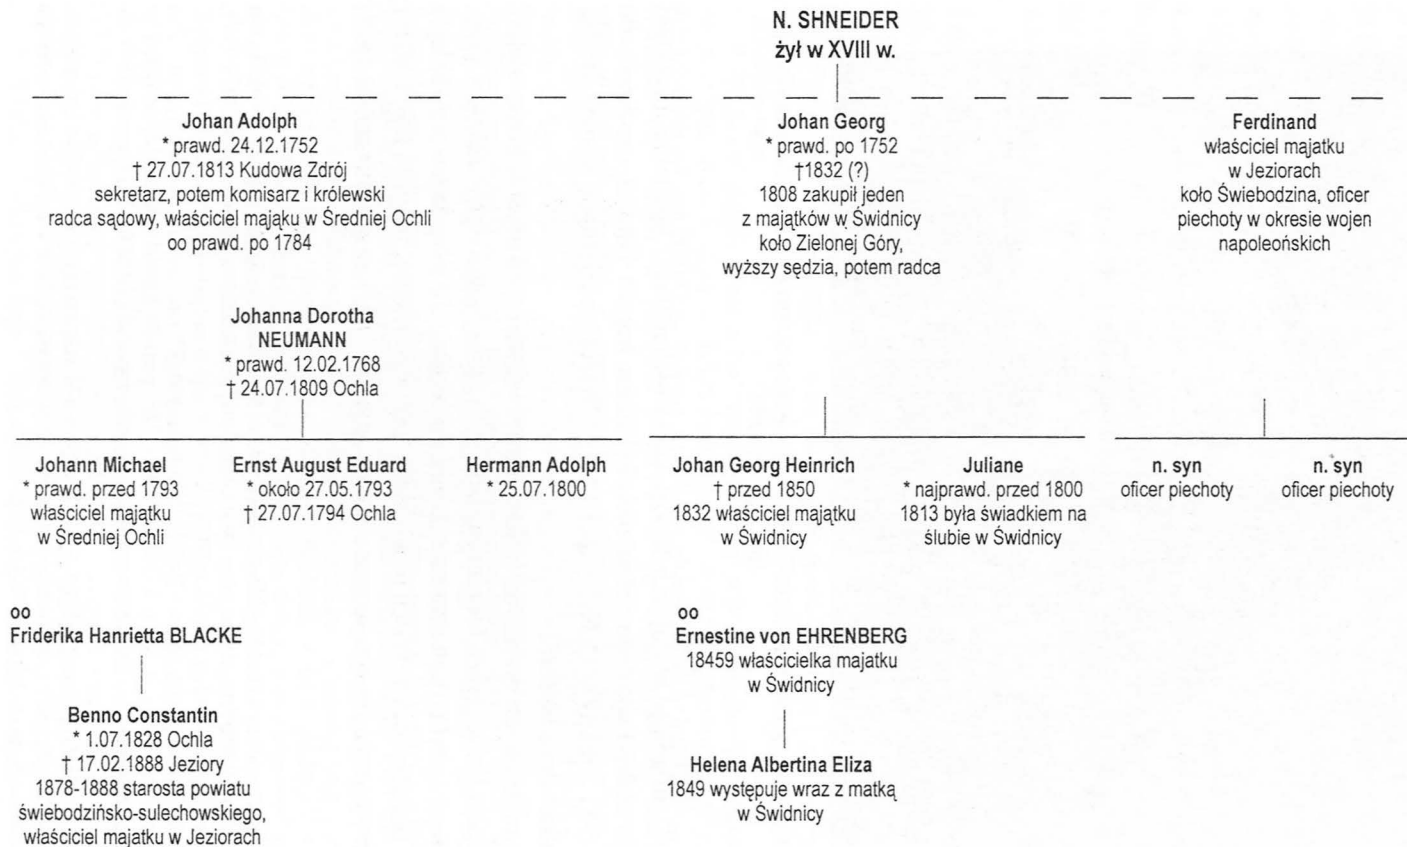 N. SHNEIDER
żył w XVIII w.
Johan Adolph
* prawd. 24.12.1752
† 27.07.1813 Kudowa Zdrój
sekretarz, potem komisarz i królewski
radca sądowy, właściciel mająku w Średniej Ochli
oo prawd. po 1784
Johan Georg
* prawd. po 1752
†1832 (?)
1808 zakupił jeden
z majątków w Świdnicy
koło Zielonej Góry,
wyższy sędzia, potem radca
Ferdinand
właściciel majatku
w Jeziorach
koło Świebodzina, oficer
piechoty w okresie wojen
napoleońskich
Johanna Dorotha
NEUMANN
* prawd. 12.02.1768
† 24.07.1809 Ochla
Johann Michael
* prawd. przed 1793
właściciel majątku
w Średniej Ochli
Ernst August Eduard
* około 27.05.1793
† 27.07.1794 Ochla
Hermann Adolph
* 25.07.1800
Johan Georg Heinrich
† przed 1850
1832 właściciel majątku
w Świdnicy
Juliane
* najprawd. przed 1800
1813 była świadkiem na
ślubie w Świdnicy
n. syn
oficer piechoty
n. syn
oficer piechoty
oo
Friderika Hanrietta BLACKE
oo
Ernestine von EHRENBERG
18459 właścicielka majatku
w Świdnicy
Benno Constantin
* 1.07.1828 Ochla
† 17.02.1888 Jeziory
1878-1888 starosta powiatu
świebodzińsko-sulechowskiego,
właściciel majatku w Jeziorach
Helena Albertina Eliza
1849 występuje wraz z matką
w Świdnicy